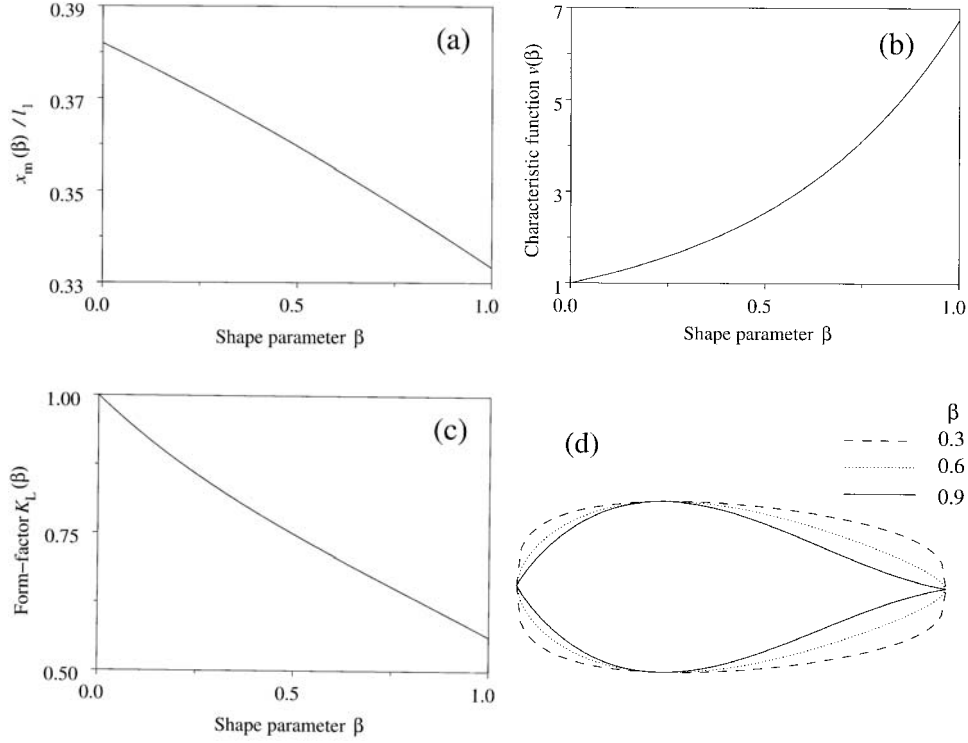 0.39
(a)
0.37
x_m(β) / l_1
0.35
0.33
0.0
0.5
1.0
Shape parameter β
7
(b)
5
Characteristic function v(β)
3
1
0.0
0.5
1.0
Shape parameter β
1.00
(c)
Form–factor K_L(β)
0.75
0.50
0.0
0.5
1.0
Shape parameter β
(d)
β
0.3
0.6
0.9